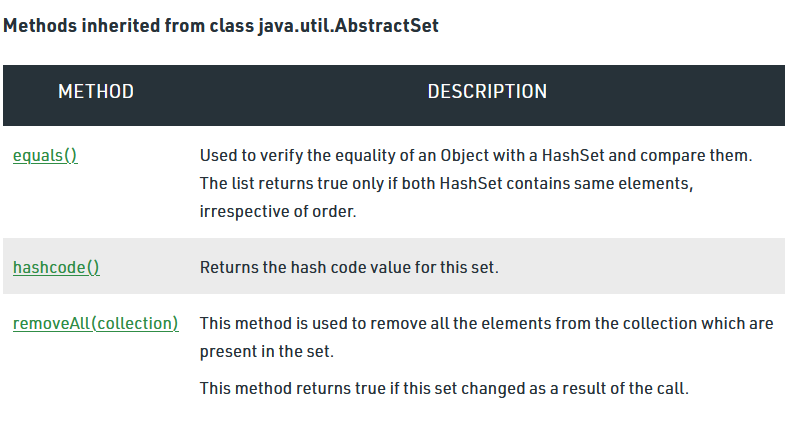 Methods inherited from class java.util.AbstractSet
METHOD DESCRIPTION
equals() Used to verify the equality of an Object with a HashSet and compare them.
The list returns true only if both HashSet contains same elements,
irrespective of order.
hashcode() Returns the hash code value for this set.
removeAll(collection) This method is used to remove all the elements from the collection which are
present in the set.
This method returns true if this set changed as a result of the call.